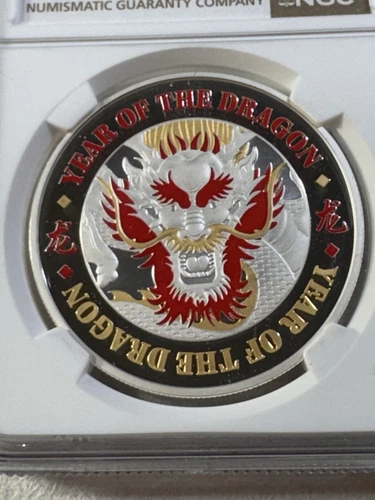 NUMISMATIC GUARANTY COMPANY
NGC
YEAR OF THE DRAGON
龙
龙
YEAR OF THE DRAGON